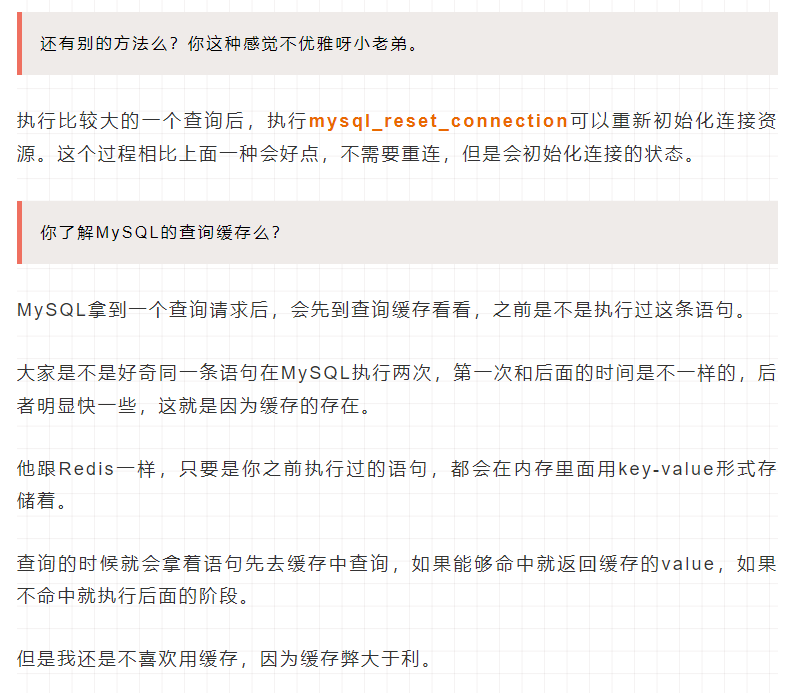 还有别的方法么？你这种感觉不优雅呀小老弟。
执行比较大的一个查询后，执行mysql_reset_connection可以重新初始化连接资
源。这个过程相比上面一种会好点，不需要重连，但是会初始化连接的状态。
你了解MySQL的查询缓存么？
MySQL拿到一个查询请求后，会先到查询缓存看看，之前是不是执行过这条语句。
大家是不是好奇同一条语句在MySQL执行两次，第一次和后面的时间是不一样的，后
者明显快一些，这就是因为缓存的存在。
他跟Redis一样，只要是你之前执行过的语句，都会在内存里面用key-value形式存
储着。
查询的时候就会拿着语句先去缓存中查询，如果能够命中就返回缓存的value，如果
不命中就执行后面的阶段。
但是我还是不喜欢用缓存，因为缓存弊大于利。